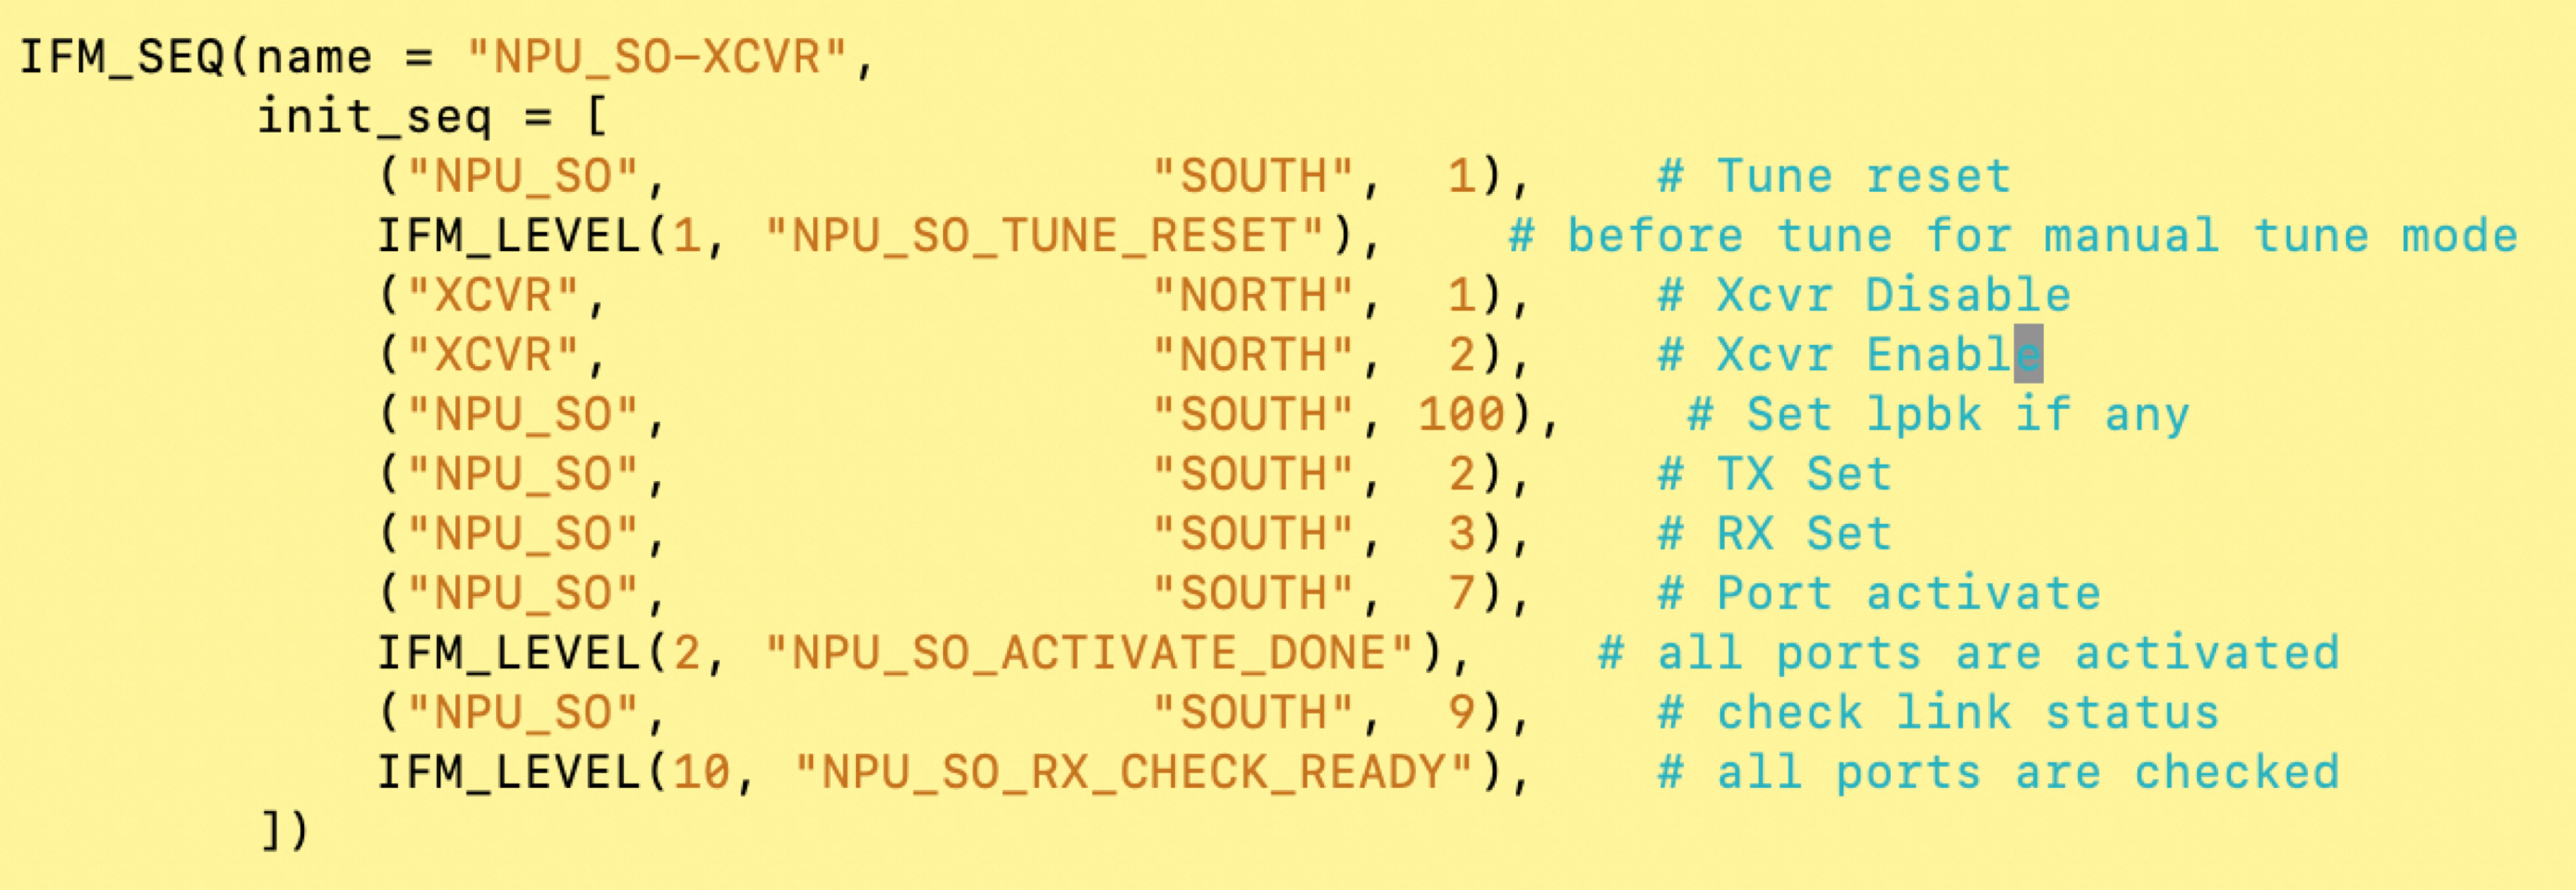 IFM_SEQ(name = "NPU_SO-XCVR",
        init_seq = [
            ("NPU_SO",                "SOUTH",  1),    # Tune reset
            IFM_LEVEL(1, "NPU_SO_TUNE_RESET"),    # before tune for manual tune mode
            ("XCVR",                  "NORTH",  1),    # Xcvr Disable
            ("XCVR",                  "NORTH",  2),    # Xcvr Enable
            ("NPU_SO",                "SOUTH", 100),    # Set lpbk if any
            ("NPU_SO",                "SOUTH",  2),    # TX Set
            ("NPU_SO",                "SOUTH",  3),    # RX Set
            ("NPU_SO",                "SOUTH",  7),    # Port activate
            IFM_LEVEL(2, "NPU_SO_ACTIVATE_DONE"),    # all ports are activated
            ("NPU_SO",                "SOUTH",  9),    # check link status
            IFM_LEVEL(10, "NPU_SO_RX_CHECK_READY"),    # all ports are checked
        ])